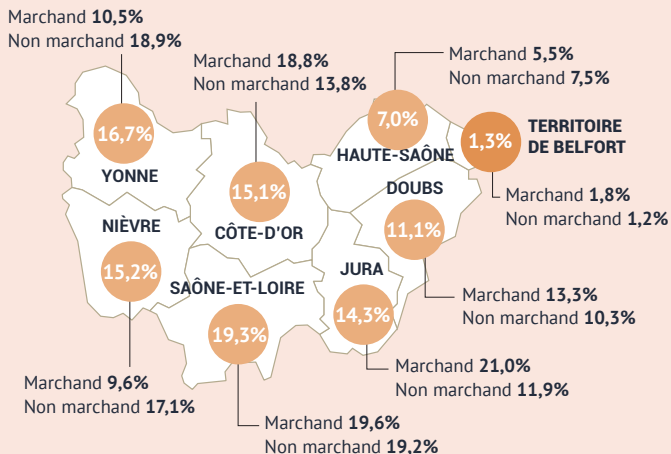 Marchand 10,5%
Non marchand 18,9%
Marchand 18,8%
Non marchand 13,8%
Marchand 5,5%
Non marchand 7,5%
16,7%
YONNE
15,1%
CÔTE-D'OR
7,0%
HAUTE-SAÔNE
1,3%
TERRITOIRE
DE BELFORT
Marchand 1,8%
Non marchand 1,2%
DOUBS
11,1%
NIÈVRE
15,2%
SAÔNE-ET-LOIRE
19,3%
JURA
14,3%
Marchand 13,3%
Non marchand 10,3%
Marchand 9,6%
Non marchand 17,1%
Marchand 21,0%
Non marchand 11,9%
Marchand 19,6%
Non marchand 19,2%